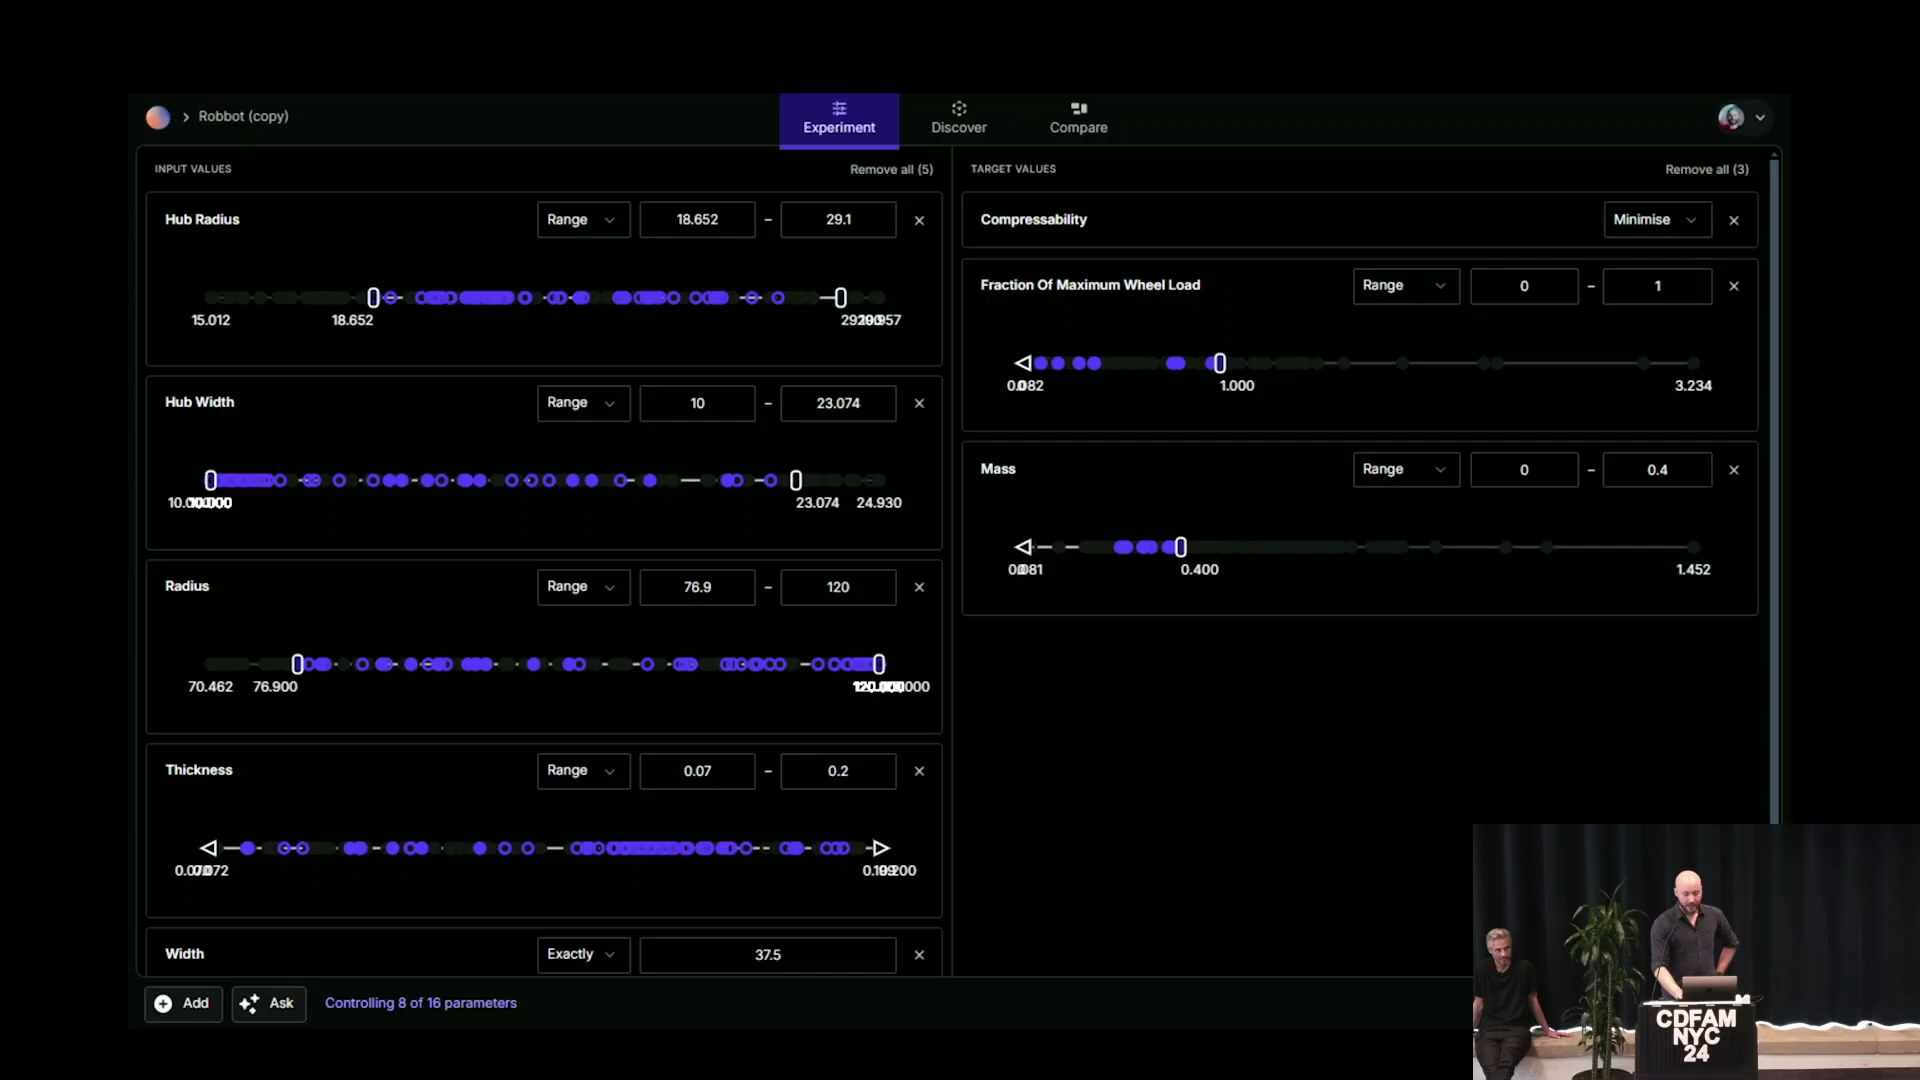 Robbot (copy)
Experiment
Discover
Compare
INPUT VALUES
Remove all (5)
Hub Radius
Range
18.652
–
29.1
15.012
18.652
Hub Width
Range
10
–
23.074
23.074
24.930
Radius
Range
76.9
–
120
70.462
76.900
Thickness
Range
0.07
–
0.2
Width
Exactly
37.5
TARGET VALUES
Remove all (3)
Compressability
Minimise
Fraction Of Maximum Wheel Load
Range
0
–
1
1.000
3.234
Mass
Range
0
–
0.4
0.400
1.452
Add
Ask
Controlling 8 of 16 parameters
CDFAM
NYC
24